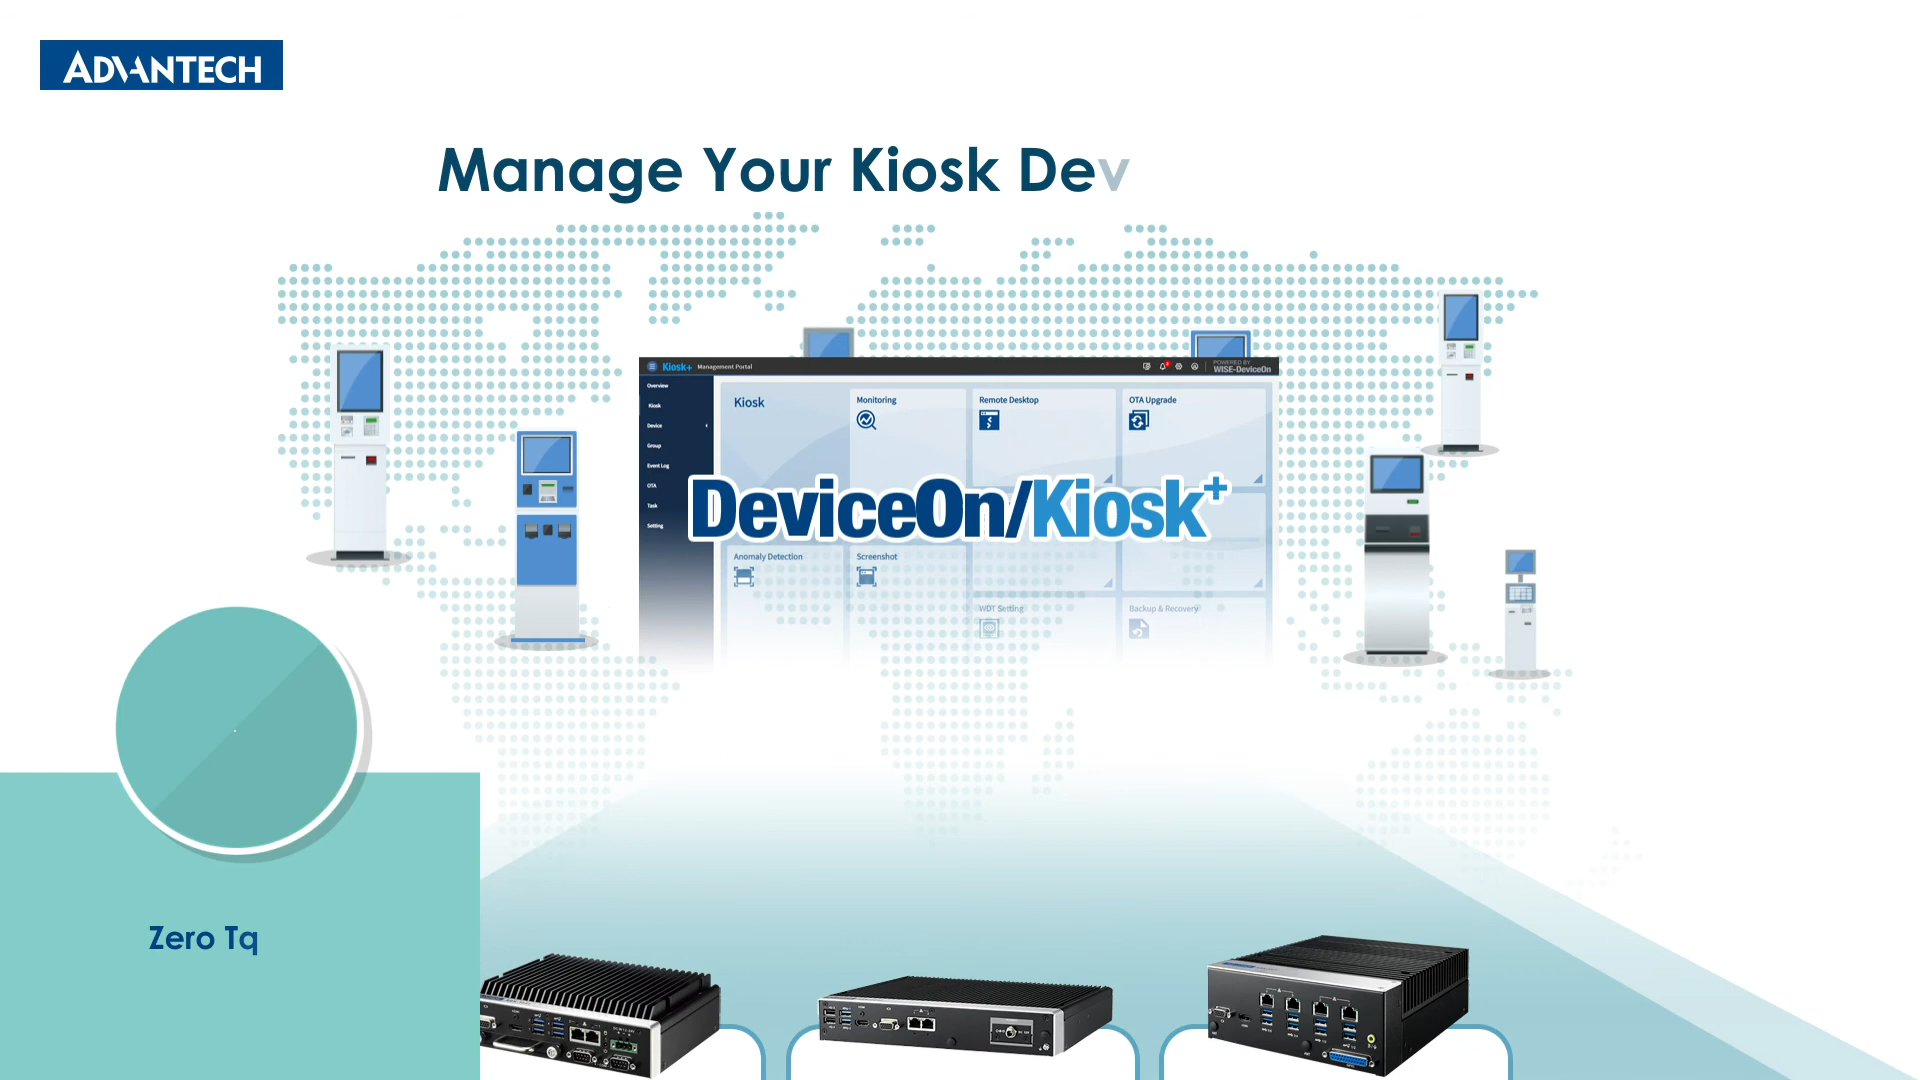 ADVANTECH
Manage Your Kiosk Dev
Kiosk+ Management Portal
POWERED BY
WISE-DeviceOn
Overview
Kiosk
Device
Group
Event Log
OTA
Task
Setting
Kiosk
Monitoring
Remote Desktop
OTA Upgrade
DeviceOn/Kiosk+
Anomaly Detection
Screenshot
WDT Setting
Backup & Recovery
Zero Tq